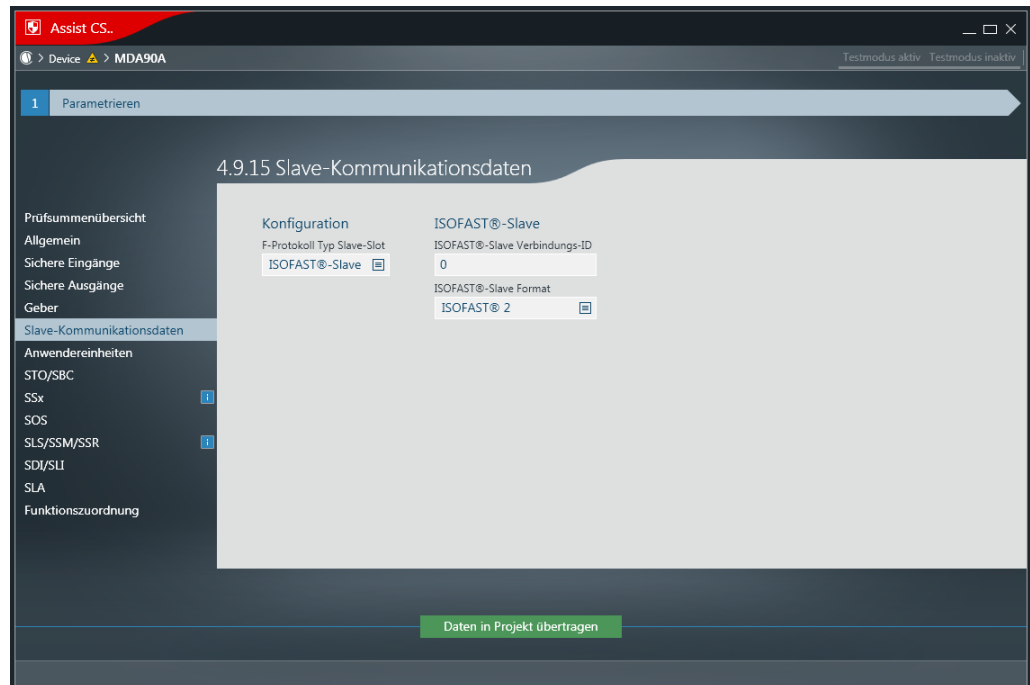 Assist CS..
> Device > MDA90A
Testmodus aktiv Testmodus inaktiv
1 Parametrieren
4.9.15 Slave-Kommunikationsdaten
Prüfsummenübersicht
Allgemein
Sichere Eingänge
Sichere Ausgänge
Geber
Slave-Kommunikationsdaten
Anwendereinheiten
STO/SBC
SSx
SOS
SLS/SSM/SSR
SDI/SLI
SLA
Funktionszuordnung
Konfiguration
F-Protokoll Typ Slave-Slot
ISOFAST®-Slave
ISOFAST®-Slave
ISOFAST®-Slave Verbindungs-ID
0
ISOFAST®-Slave Format
ISOFAST® 2
Daten in Projekt übertragen